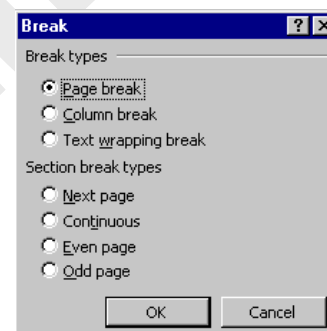 Break
Break types
Page break
Column break
Text wrapping break
Section break types
Next page
Continuous
Even page
Odd page
OK Cancel